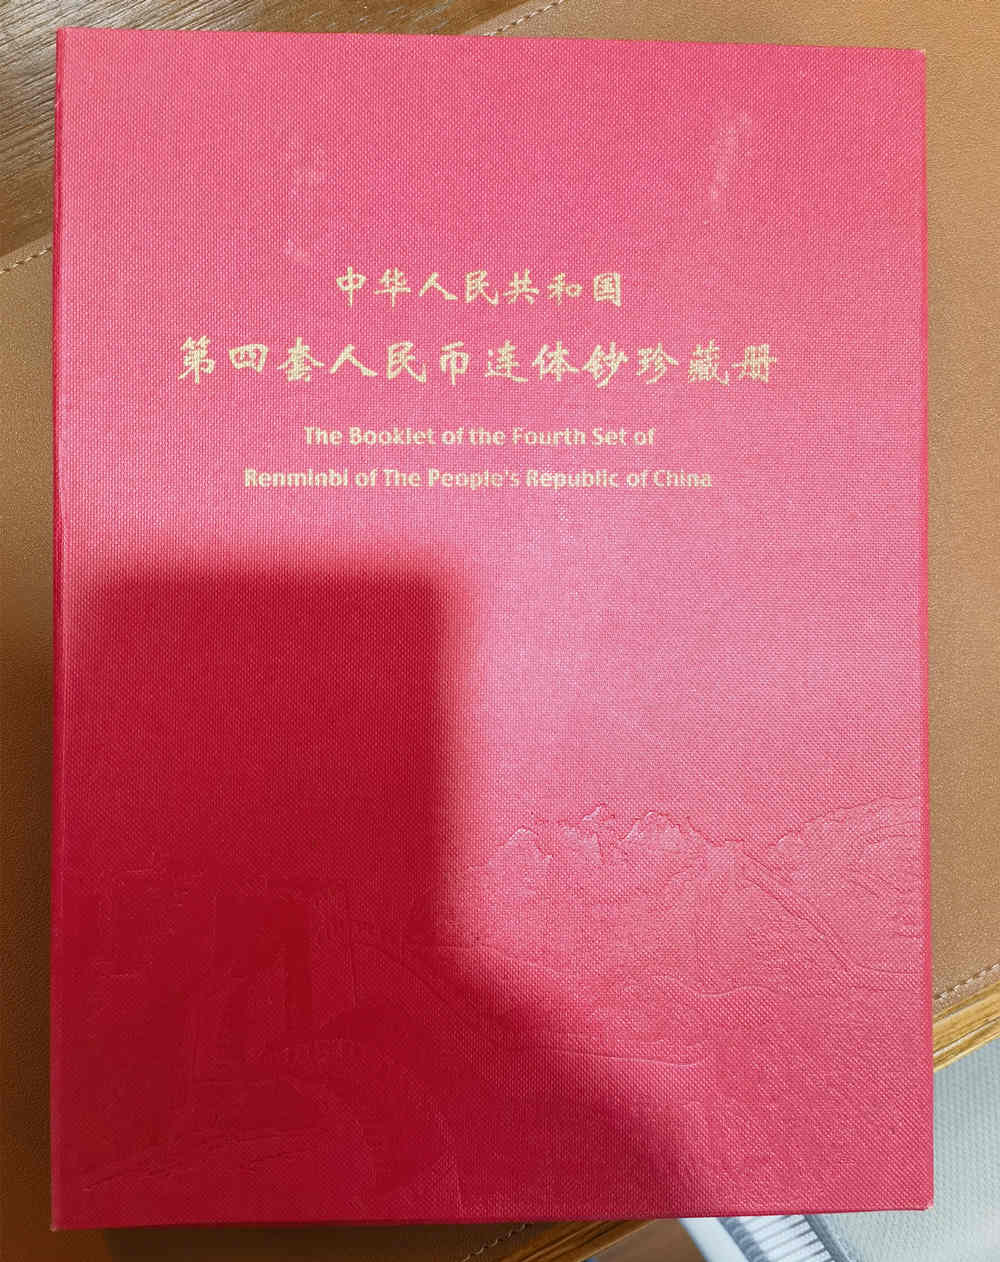 中华人民共和国
第四套人民币连体钞珍藏册
The Booklet of the Fourth Set of
Renminbi of The People's Republic of China